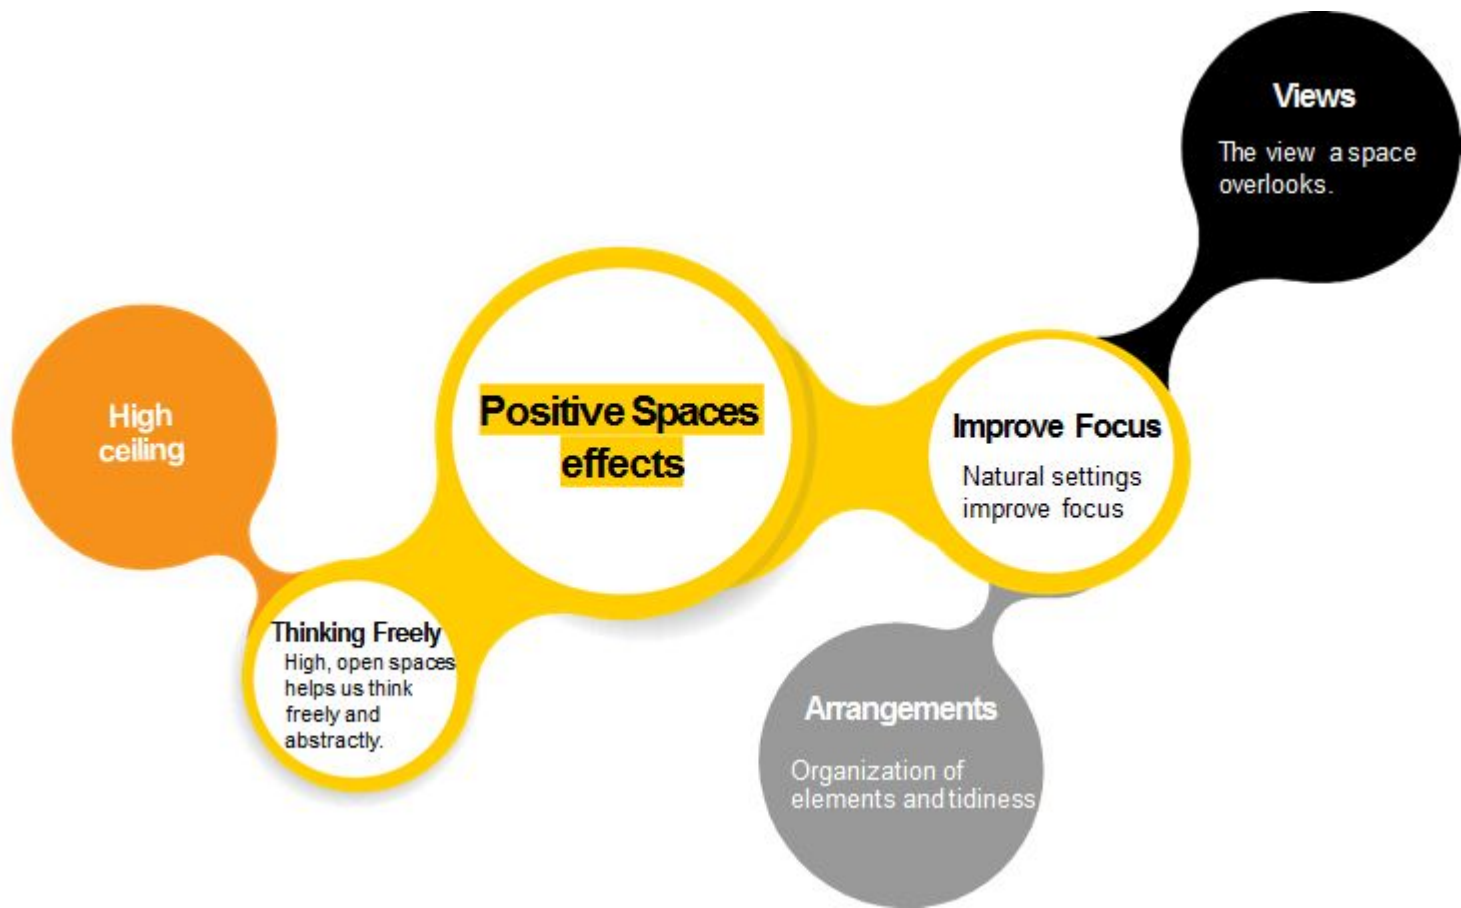 Views
The view a space
overlooks.
Positive Spaces
effects
High
ceiling
Improve Focus
Natural settings
improve focus
Thinking Freely
High, open spaces
helps us think
freely and
abstractly.
Arrangements
Organization of
elements and tidiness